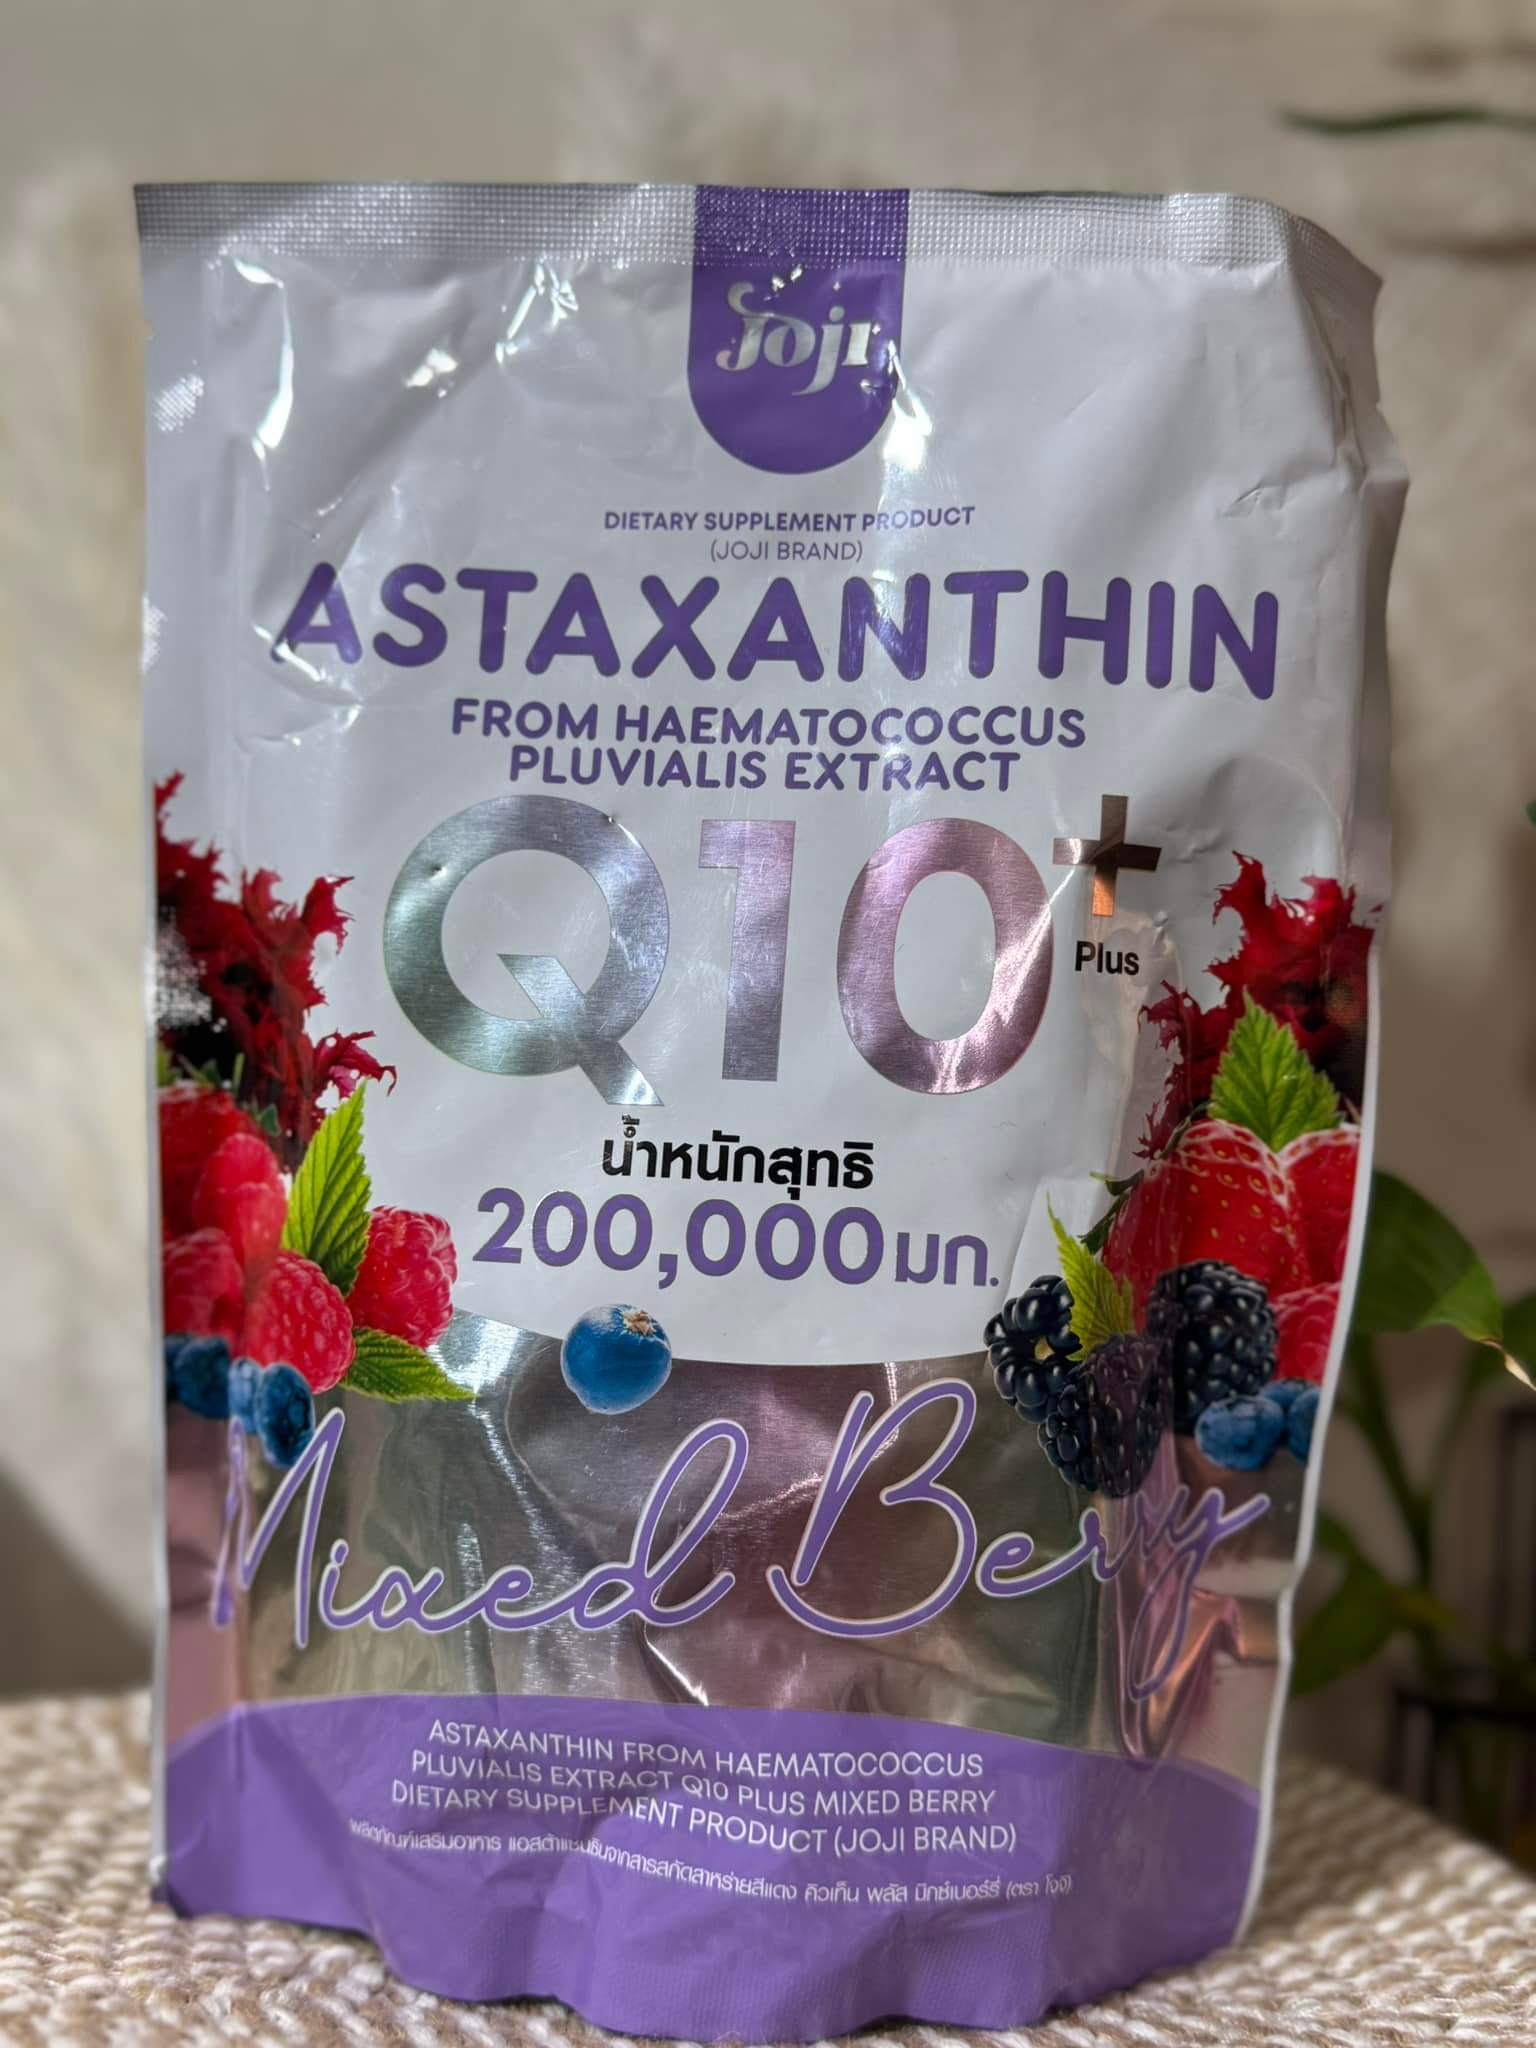 Joji
DIETARY SUPPLEMENT PRODUCT
(JOJI BRAND)
ASTAXANTHIN
FROM HAEMATOCOCCUS
PLUVIALIS EXTRACT
Q10+
Plus
น้ำหนักสุทธิ
200,000 มก.
Mixed Berry
ASTAXANTHIN FROM HAEMATOCOCCUS
PLUVIALIS EXTRACT Q10 PLUS MIXED BERRY
DIETARY SUPPLEMENT PRODUCT (JOJI BRAND)
ผลิตภัณฑ์เสริมอาหาร แอสต้าแซนธินจากสารสกัดสาหร่ายสีแดง คิวเท็น พลัส มิกซ์เบอร์รี่ (ตรา โจจิ)